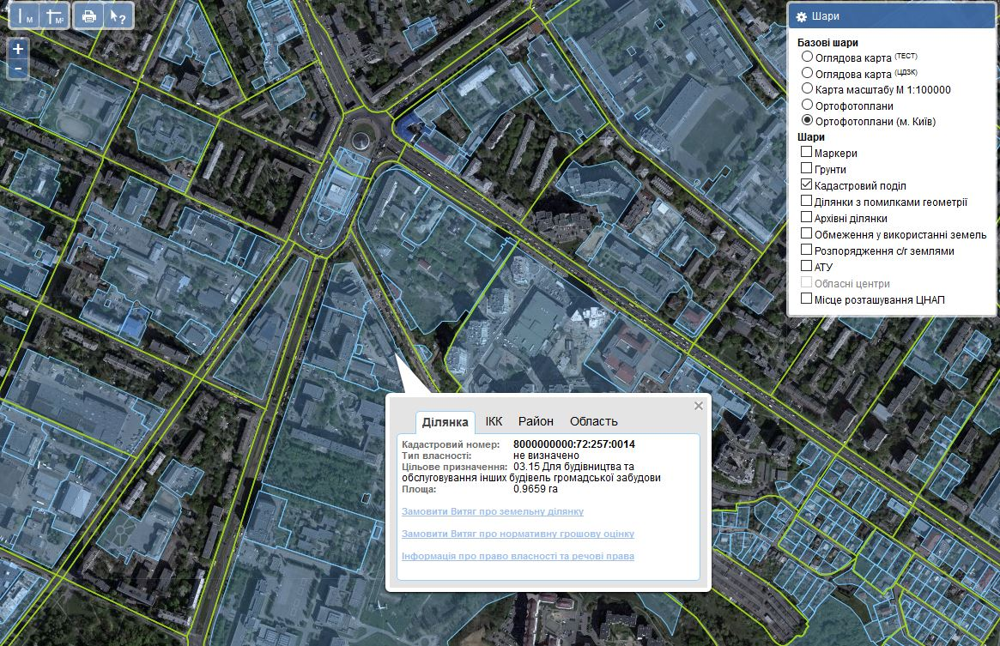 М
М²
?
+
-
Шари
Базові шари
Оглядова карта (ТЕСТ)
Оглядова карта (ЦДЗК)
Карта масштабу М 1:100000
Ортофотоплани
Ортофотоплани (м. Київ)
Шари
Маркери
Грунти
Кадастровий поділ
Ділянки з помилками геометрії
Архівні ділянки
Обмеження у використанні земель
Розпорядження с/г землями
АТУ
Обласні центри
Місце розташування ЦНАП
Ділянка ІКК Район Область
Кадастровий номер: 8000000000:72:257:0014
Тип власності: не визначено
Цільове призначення: 03.15 Для будівництва та
обслуговування інших будівель громадської забудови
Площа: 0.9659 га
Замовити Витяг про земельну ділянку
Замовити Витяг про нормативну грошову оцінку
Інформація про право власності та речові права